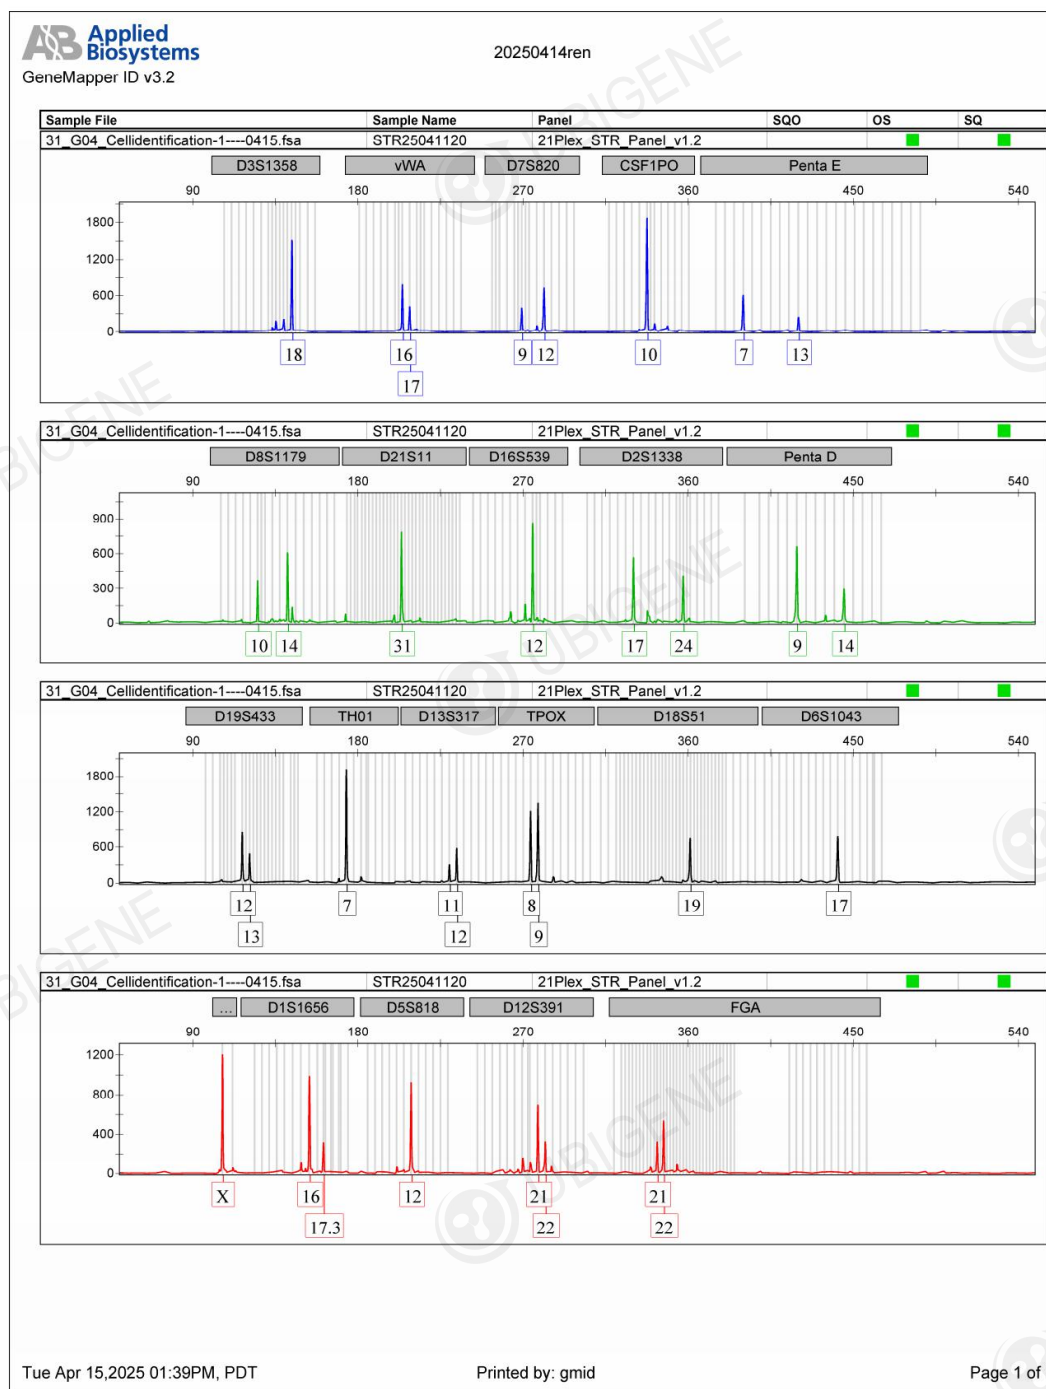 AB Applied Biosystems
GeneMapper ID v3.2
20250414ren
Sample File Sample Name Panel SQO OS SQ
31_G04_Cellidentification-1----0415.fsa STR25041120 21Plex_STR_Panel_v1.2
D3S1358 vWA D7S820 CSF1PO Penta E
90 180 270 360 450 540
1800
1200
600
0
18 16 9 12 10 7 13
17
31_G04_Cellidentification-1----0415.fsa STR25041120 21Plex_STR_Panel_v1.2
D8S1179 D21S11 D16S539 D2S1338 Penta D
90 180 270 360 450 540
900
600
300
0
10 14 31 12 17 24 9 14
31_G04_Cellidentification-1----0415.fsa STR25041120 21Plex_STR_Panel_v1.2
D19S433 TH01 D13S317 TPOX D18S51 D6S1043
90 180 270 360 450 540
1800
1200
600
0
12 7 11 8 19 17
13 12 9
31_G04_Cellidentification-1----0415.fsa STR25041120 21Plex_STR_Panel_v1.2
... D1S1656 D5S818 D12S391 FGA
90 180 270 360 450 540
1200
800
400
0
X 16 12 21 21
17.3 22 22
Tue Apr 15,2025 01:39PM, PDT Printed by: gmid Page 1 of
UBIGENE
UBIGENE
UBIGENE
UBIGENE
UBIGENE
UBIGENE